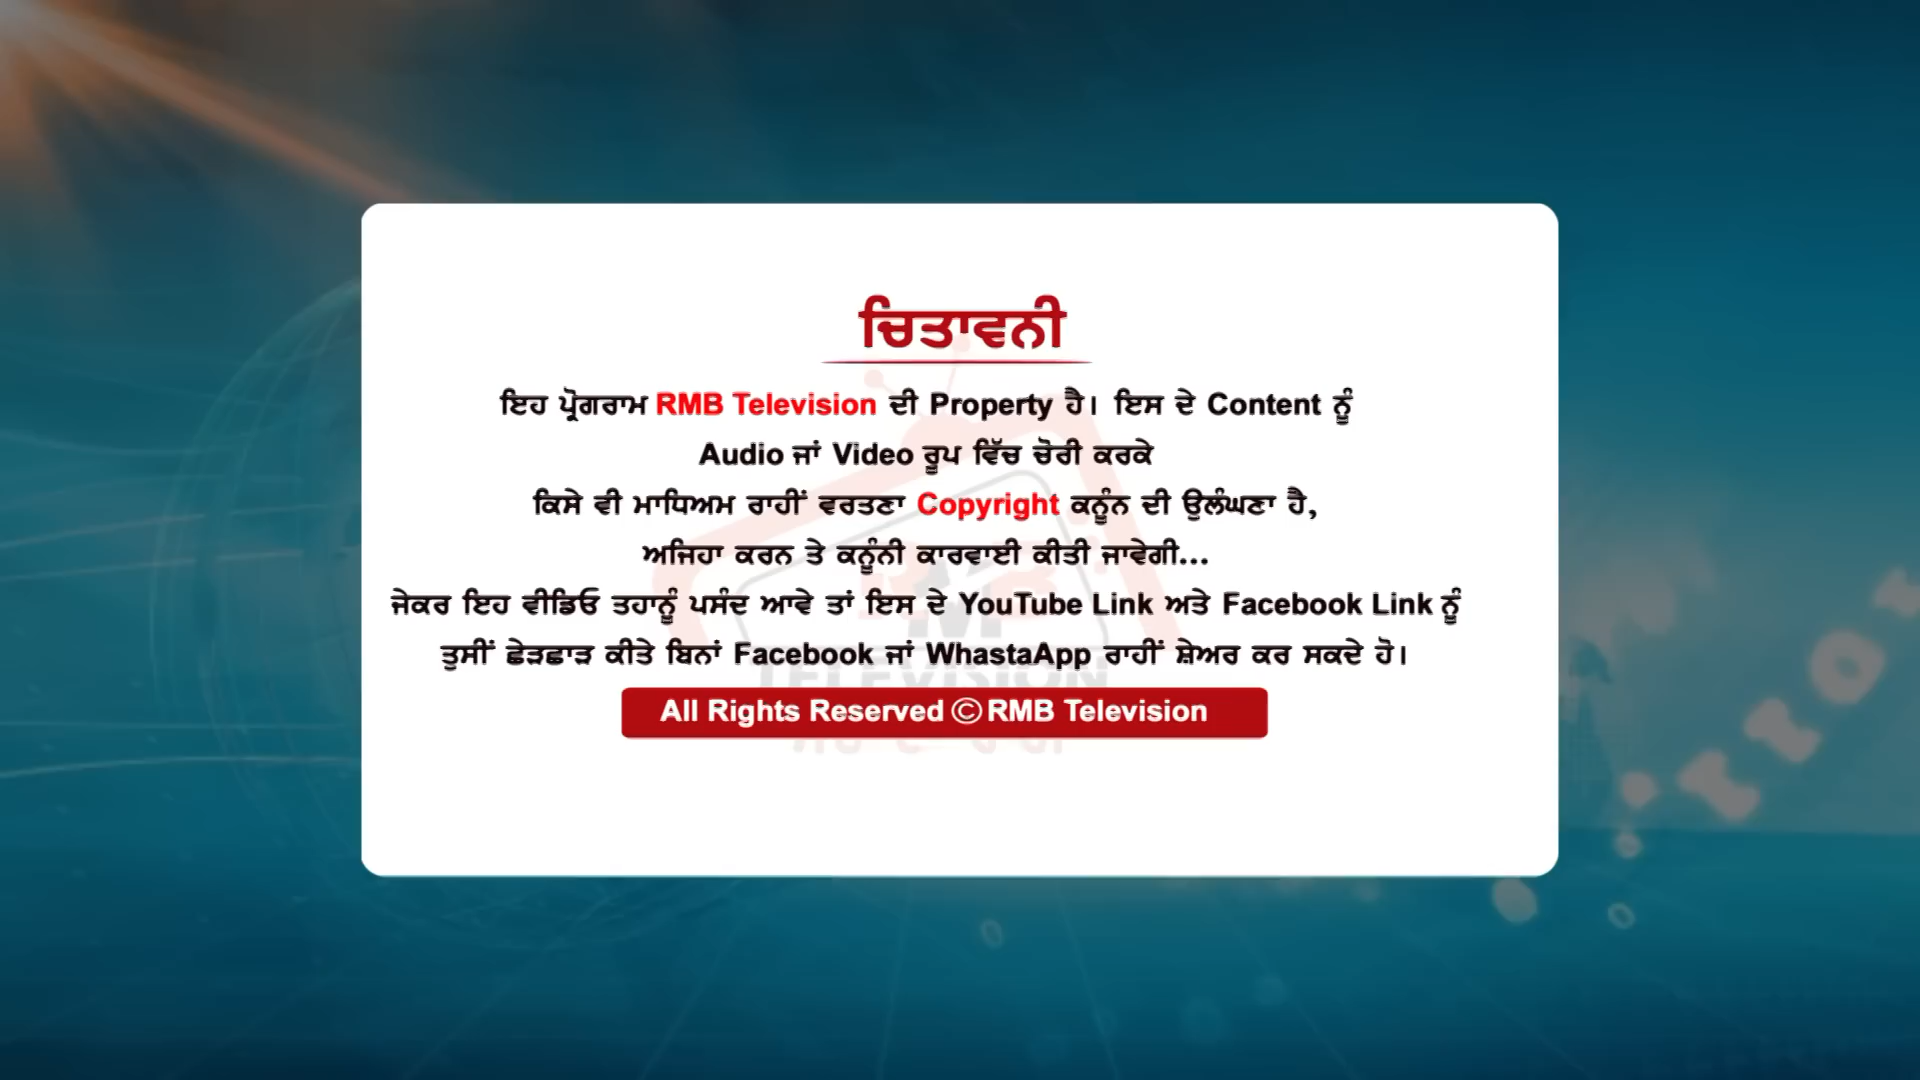 ਚਿਤਾਵਨੀ
ਇਹ ਪ੍ਰੋਗਰਾਮ RMB Television ਦੀ Property ਹੈ। ਇਸ ਦੇ Content ਨੂੰ
Audio ਜਾਂ Video ਰੂਪ ਵਿੱਚ ਚੋਰੀ ਕਰਕੇ
ਕਿਸੇ ਵੀ ਮਾਧਿਅਮ ਰਾਹੀਂ ਵਰਤਣਾ Copyright ਕਨੂੰਨ ਦੀ ਉਲੰਘਣਾ ਹੈ,
ਅਜਿਹਾ ਕਰਨ ਤੇ ਕਨੂੰਨੀ ਕਾਰਵਾਈ ਕੀਤੀ ਜਾਵੇਗੀ...
ਜੇਕਰ ਇਹ ਵੀਡਿਓ ਤਹਾਨੂੰ ਪਸੰਦ ਆਵੇ ਤਾਂ ਇਸ ਦੇ YouTube Link ਅਤੇ Facebook Link ਨੂੰ
ਤੁਸੀਂ ਛੇੜਛਾੜ ਕੀਤੇ ਬਿਨਾਂ Facebook ਜਾਂ WhastaApp ਰਾਹੀਂ ਸ਼ੇਅਰ ਕਰ ਸਕਦੇ ਹੋ।
TELEVISION
All Rights Reserved © RMB Television